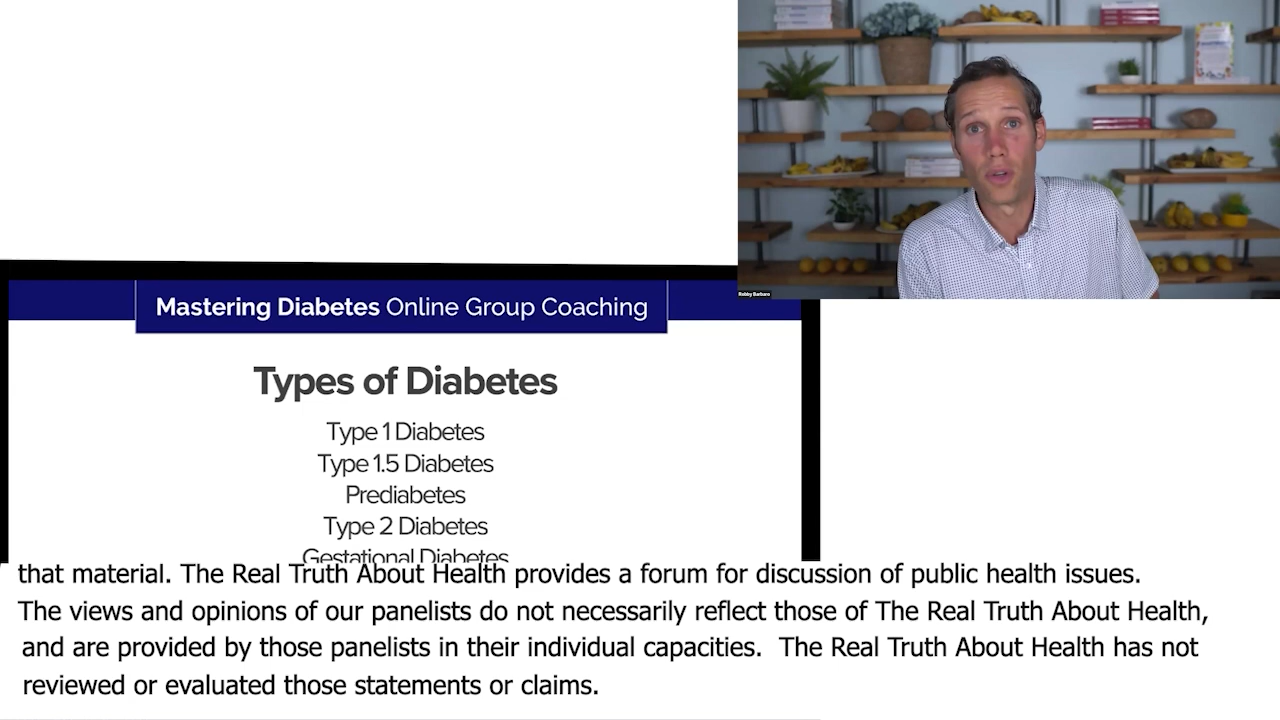 Robby Barbaro
Mastering Diabetes Online Group Coaching
Types of Diabetes
Type 1 Diabetes
Type 1.5 Diabetes
Prediabetes
Type 2 Diabetes
Gestational Diabetes
that material. The Real Truth About Health provides a forum for discussion of public health issues.
The views and opinions of our panelists do not necessarily reflect those of The Real Truth About Health,
and are provided by those panelists in their individual capacities. The Real Truth About Health has not
reviewed or evaluated those statements or claims.